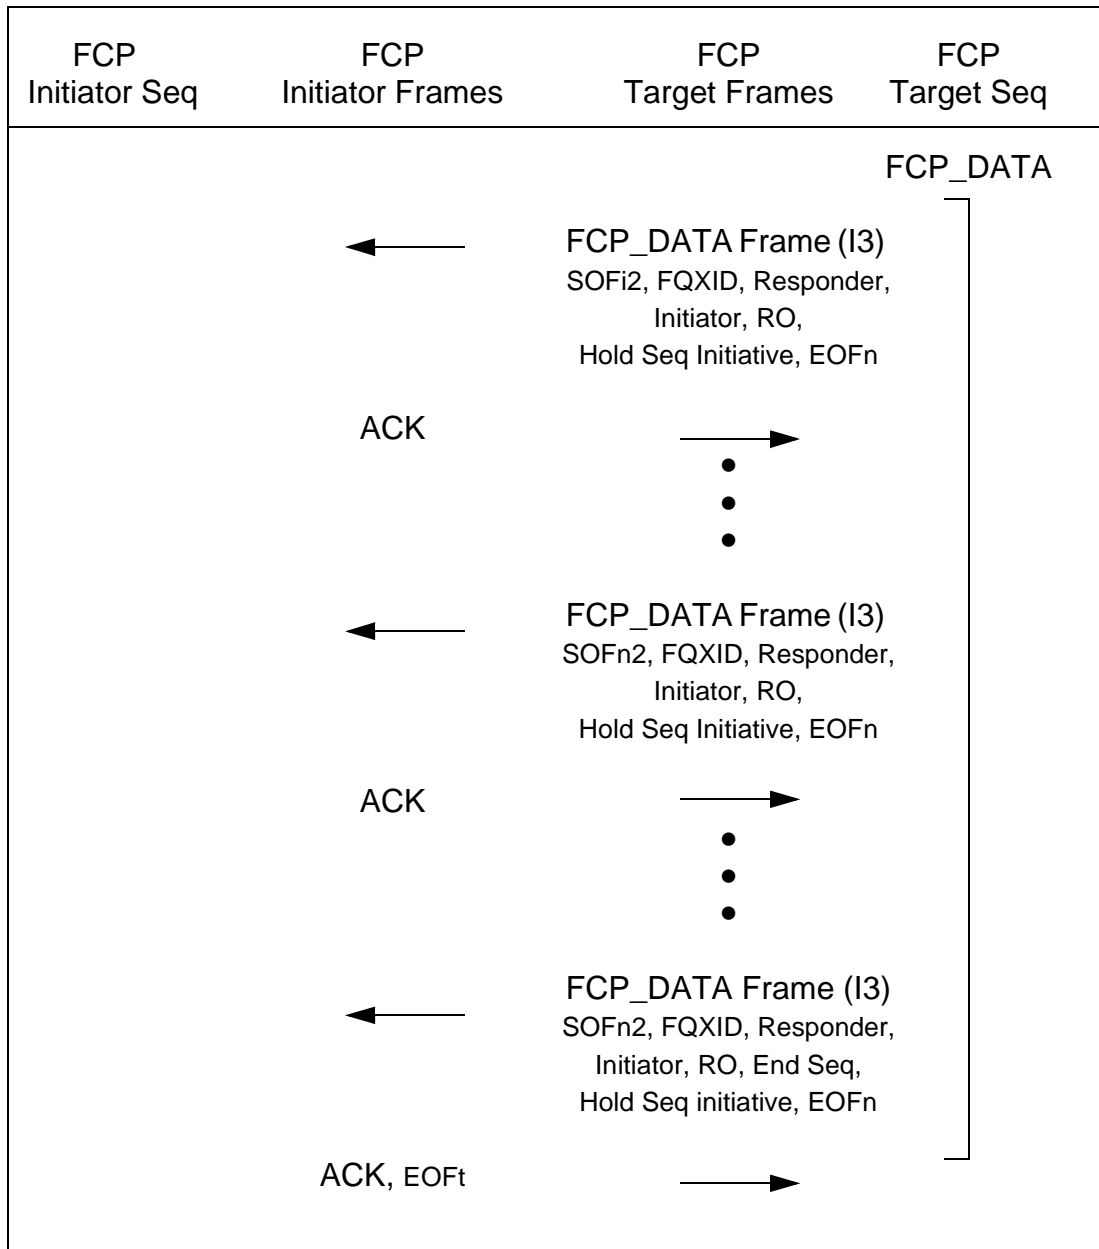 FCP
Initiator Seq
FCP
Initiator Frames
FCP
Target Frames
FCP
Target Seq
FCP_DATA
FCP_DATA Frame (I3)
SOFi2, FQXID, Responder,
Initiator, RO,
Hold Seq Initiative, EOFn
ACK
FCP_DATA Frame (I3)
SOFn2, FQXID, Responder,
Initiator, RO,
Hold Seq Initiative, EOFn
ACK
FCP_DATA Frame (I3)
SOFn2, FQXID, Responder,
Initiator, RO, End Seq,
Hold Seq initiative, EOFn
ACK, EOFt